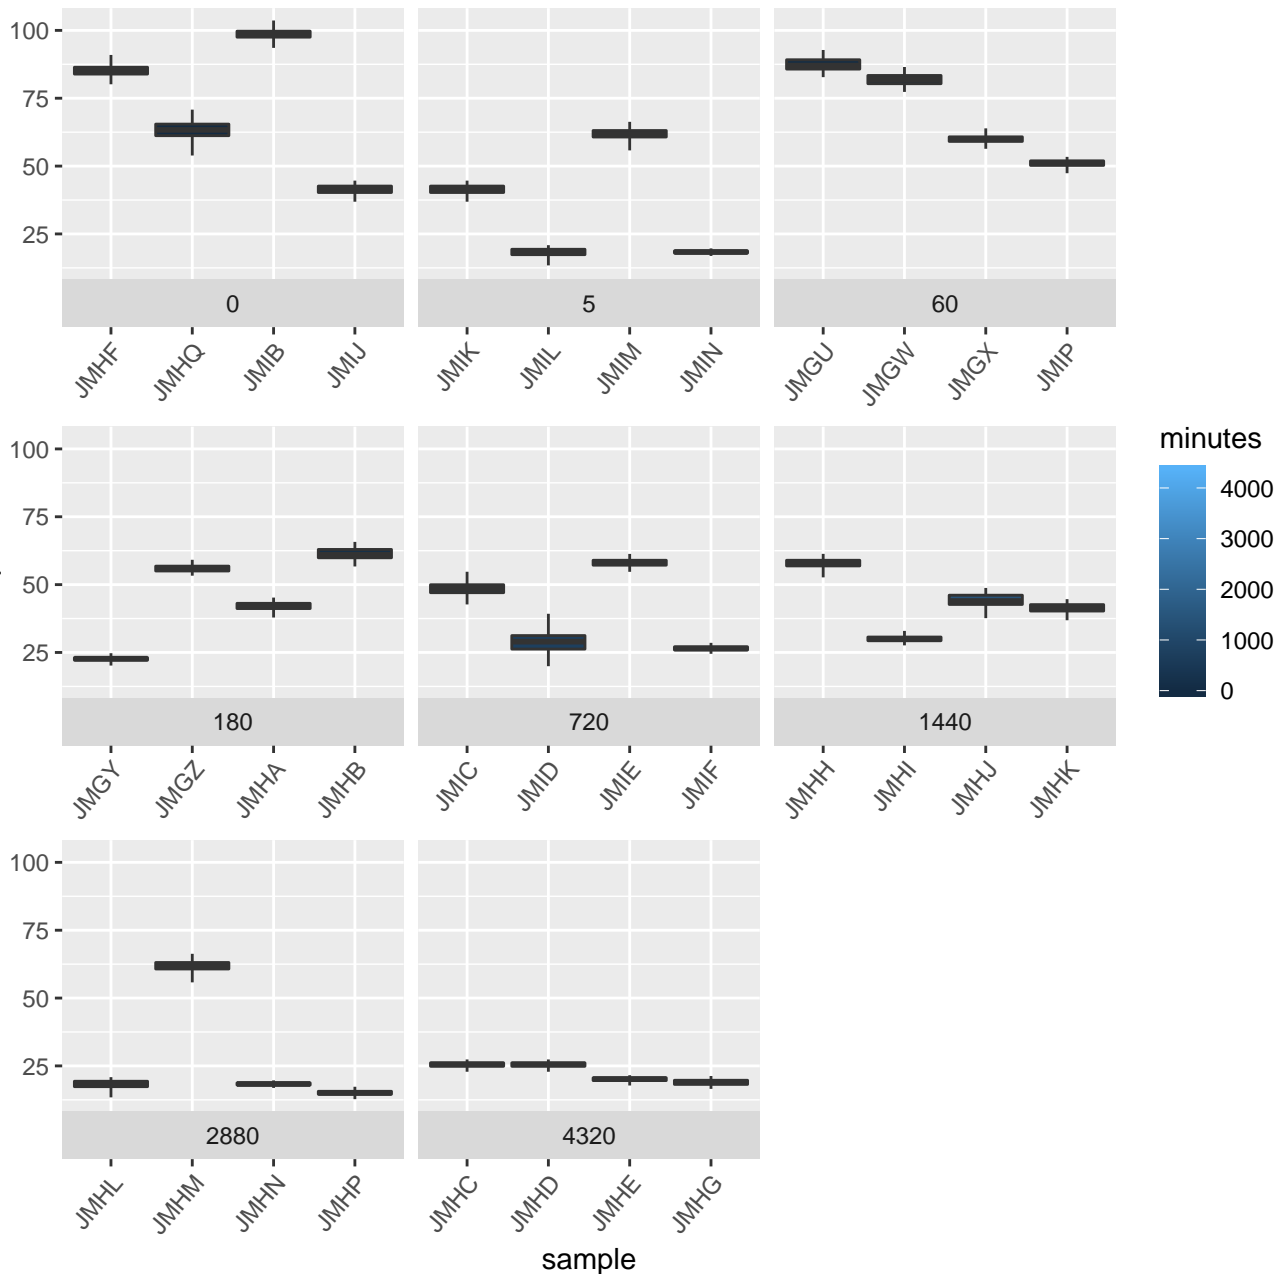 100
75
50
25
0
5
60
JMHF
JMHQ
JMIB
JMIJ
JMIK
JMIL
JMIM
JMIN
JMGU
JMGW
JMGX
JMIP
100
75
50
25
180
720
1440
JMGY
JMGZ
JMHA
JMHB
JMIC
JMID
JMIE
JMIF
JMHH
JMHI
JMHJ
JMHK
minutes
4000
3000
2000
1000
0
100
75
50
25
2880
4320
JMHL
JMHM
JMHN
JMHP
JMHC
JMHD
JMHE
JMHG
sample